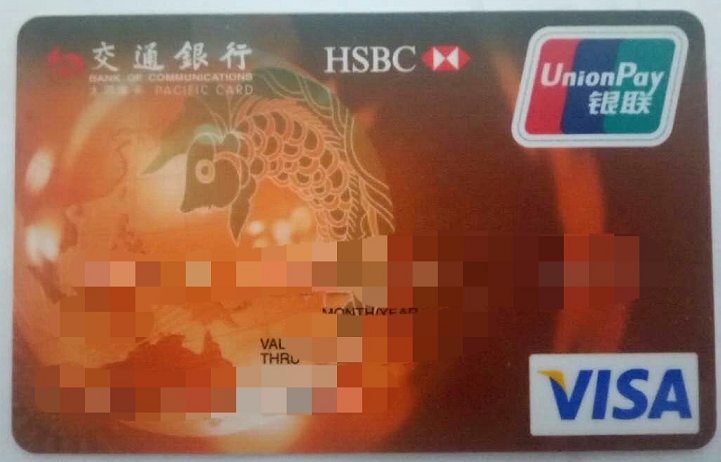 交通銀行 HSBC
BANK OF COMMUNICATIONS
太平洋卡 PACIFIC CARD
UnionPay
银联
MONTH/YEAR
THRU
VISA